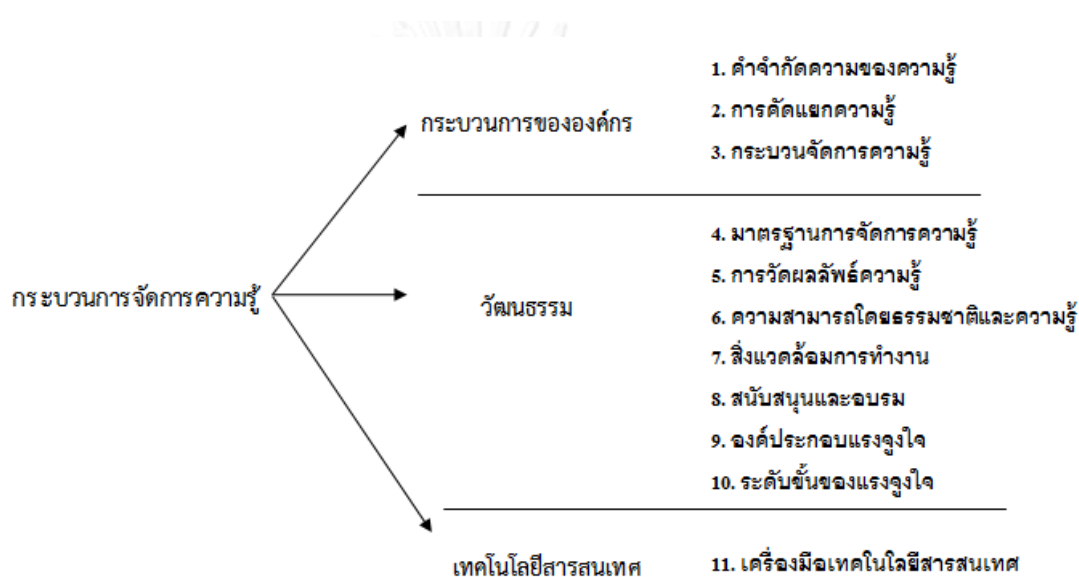 1. คำจำกัดความของความรู้
กระบวนการขององค์กร
2. การคัดแยกความรู้
3. กระบวนจัดการความรู้
4. มาตรฐานการจัดการความรู้
5. การวัดผลลัพธ์ความรู้
กระบวนการจัดการความรู้
วัฒนธรรม
6. ความสามารถโดยธรรมชาติและความรู้
7. สิ่งแวดล้อมการทำงาน
8. สนับสนุนและอบรม
9. องค์ประกอบแรงจูงใจ
10. ระดับขั้นของแรงจูงใจ
เทคโนโลยีสารสนเทศ
11. เครื่องมือเทคโนโลยีสารสนเทศ